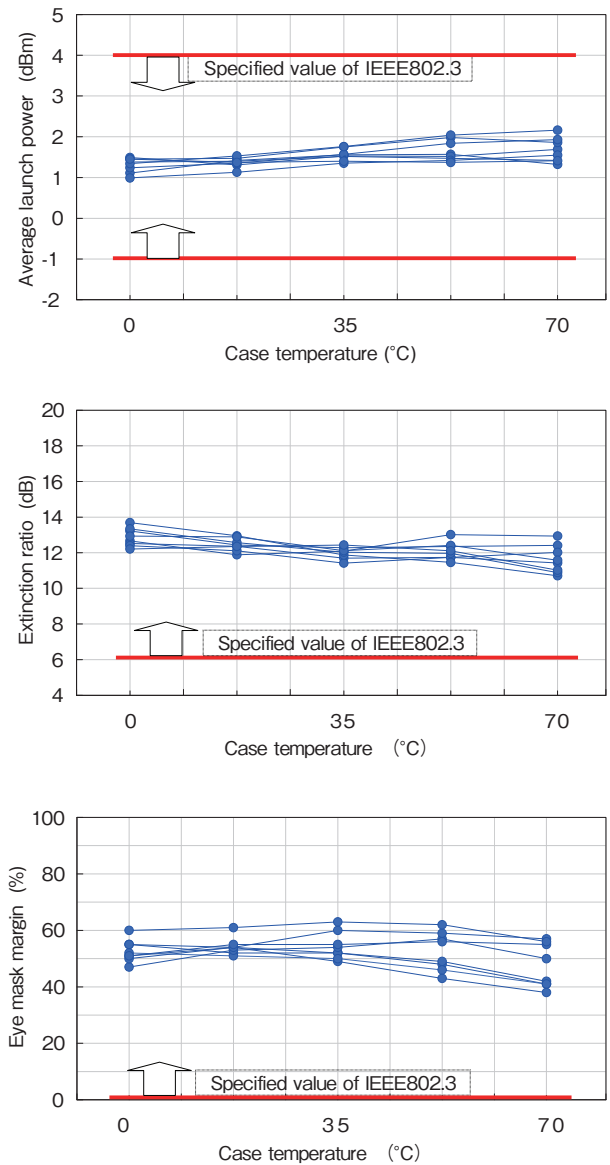 Average launch power (dBm)
5
4
3
2
1
0
-1
-2
Specified value of IEEE802.3
0 35 70
Case temperature (°C)
Extinction ratio (dB)
20
18
16
14
12
10
8
6
4
Specified value of IEEE802.3
0 35 70
Case temperature (°C)
Eye mask margin (%)
100
80
60
40
20
0
Specified value of IEEE802.3
0 35 70
Case temperature (°C)